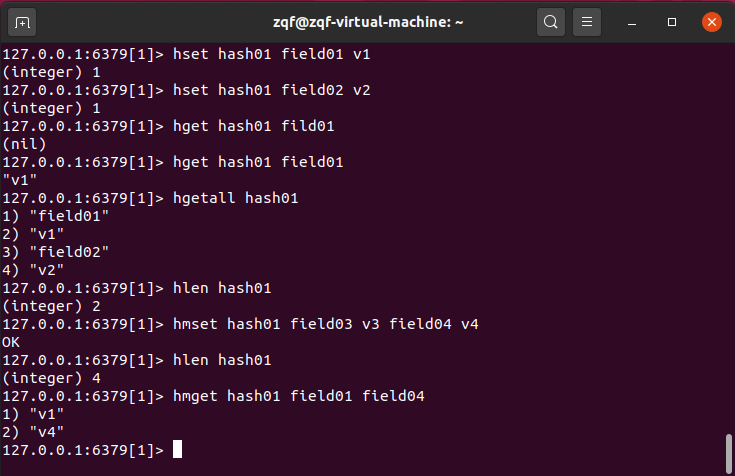 zqf@zqf-virtual-machine: ~
127.0.0.1:6379[1]> hset hash01 field01 v1
(integer) 1
127.0.0.1:6379[1]> hset hash01 field02 v2
(integer) 1
127.0.0.1:6379[1]> hget hash01 fild01
(nil)
127.0.0.1:6379[1]> hget hash01 field01
"v1"
127.0.0.1:6379[1]> hgetall hash01
1) "field01"
2) "v1"
3) "field02"
4) "v2"
127.0.0.1:6379[1]> hlen hash01
(integer) 2
127.0.0.1:6379[1]> hmset hash01 field03 v3 field04 v4
OK
127.0.0.1:6379[1]> hlen hash01
(integer) 4
127.0.0.1:6379[1]> hmget hash01 field01 field04
1) "v1"
2) "v4"
127.0.0.1:6379[1]>